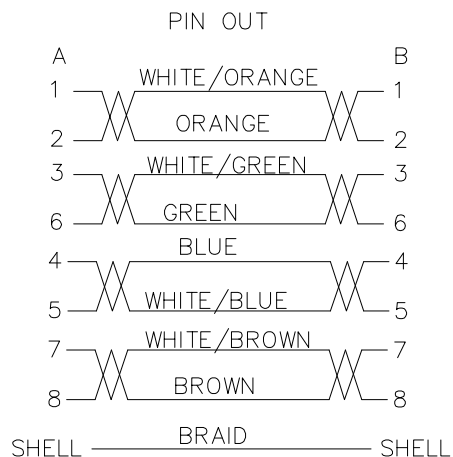 PIN OUT
A B
1 WHITE/ORANGE 1
2 ORANGE 2
3 WHITE/GREEN 3
6 GREEN 6
4 BLUE 4
5 WHITE/BLUE 5
7 WHITE/BROWN 7
8 BROWN 8
SHELL BRAID SHELL